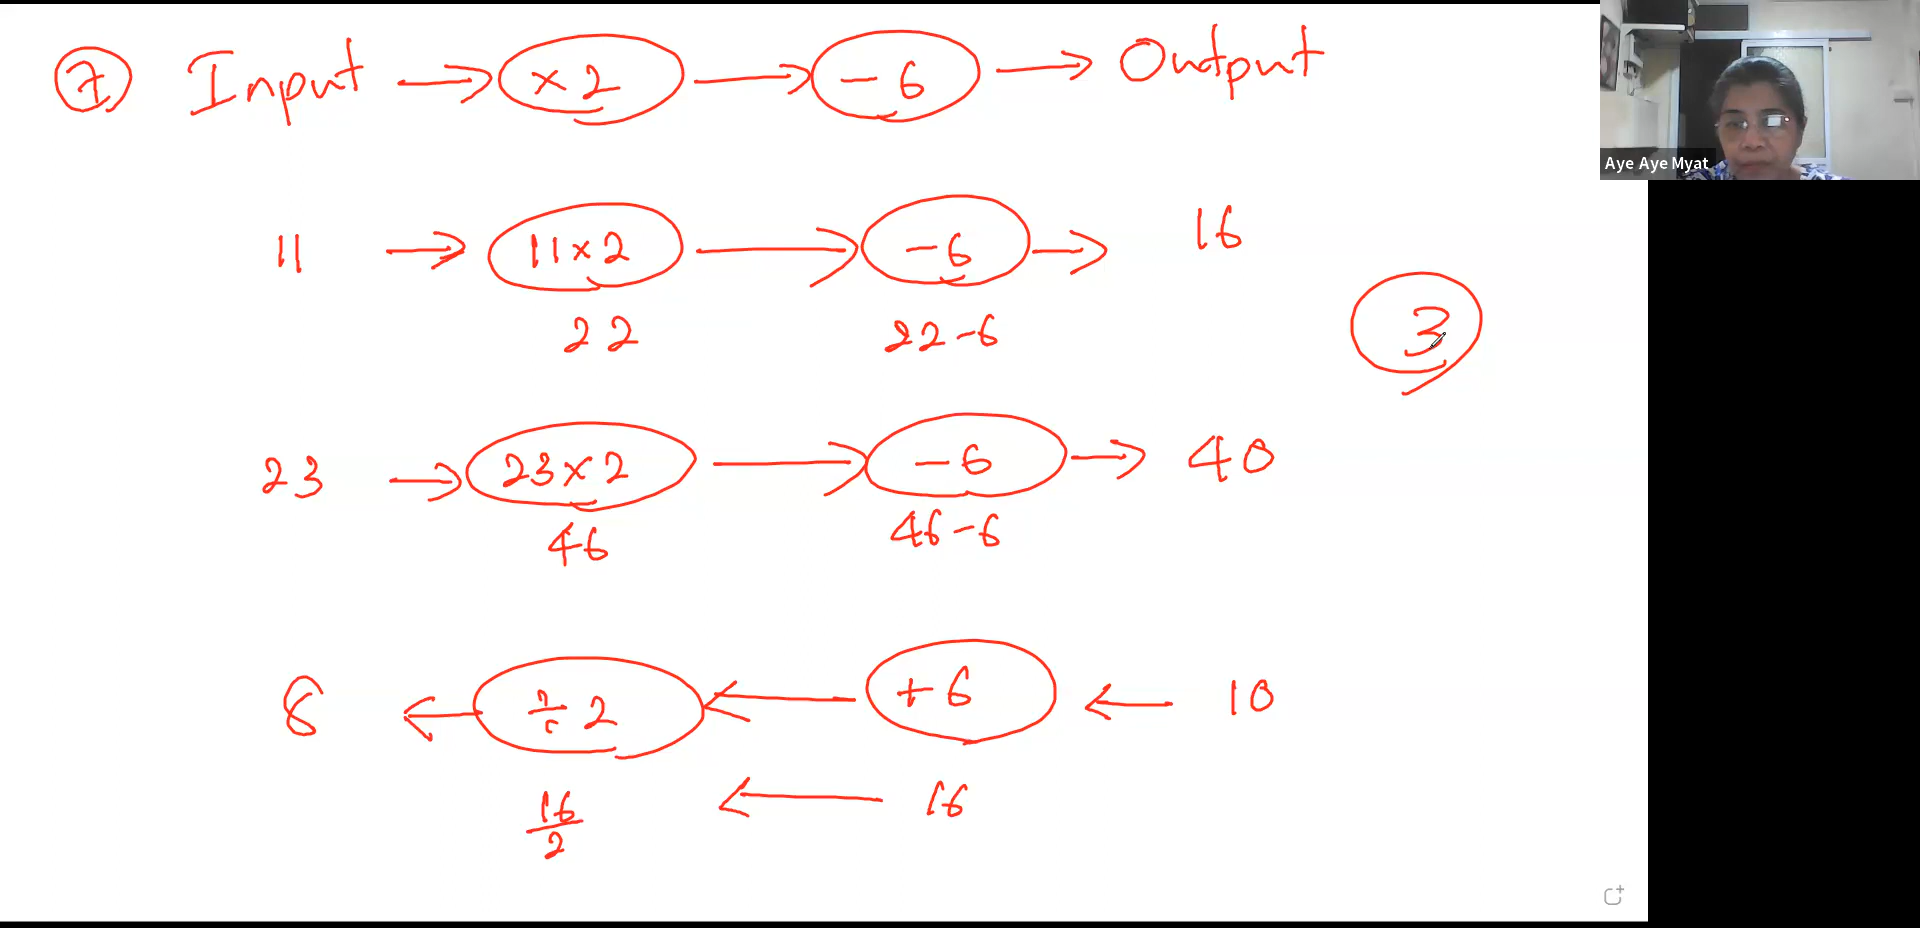 7 Input → ×2 → −6 → Output
Aye Aye Myat
11 → 11×2 → −6 → 16
22 22−6
3
23 → 23×2 → −6 → 40
46 46−6
8 ← ÷2 ← +6 ← 10
16/2 ← 16